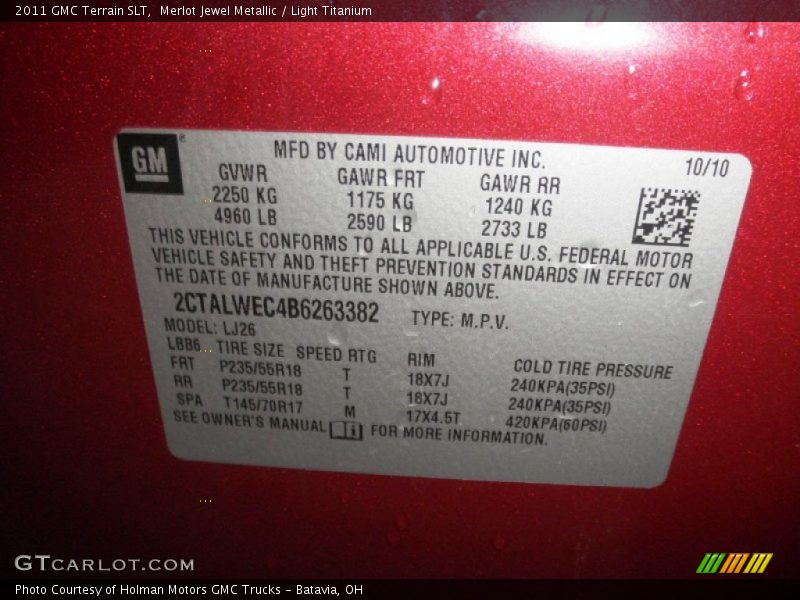 2011 GMC Terrain SLT,  Merlot Jewel Metallic / Light Titanium
GM®
MFD BY CAMI AUTOMOTIVE INC. 10/10
GVWR GAWR FRT GAWR RR
2250 KG 1175 KG 1240 KG
4960 LB 2590 LB 2733 LB
THIS VEHICLE CONFORMS TO ALL APPLICABLE U.S. FEDERAL MOTOR
VEHICLE SAFETY AND THEFT PREVENTION STANDARDS IN EFFECT ON
THE DATE OF MANUFACTURE SHOWN ABOVE.
2CTALWEC4B6263382 TYPE: M.P.V.
MODEL: LJ26
LBB6 TIRE SIZE SPEED RTG RIM COLD TIRE PRESSURE
FRT P235/55R18 T 18X7J 240KPA(35PSI)
RR P235/55R18 T 18X7J 240KPA(35PSI)
SPA T145/70R17 M 17X4.5T 420KPA(60PSI)
SEE OWNER'S MANUAL FOR MORE INFORMATION.
GTCARLOT.COM
Photo Courtesy of Holman Motors GMC Trucks - Batavia, OH